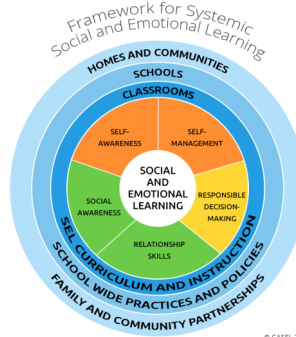 Framework for Systemic
Social and Emotional Learning
HOMES AND COMMUNITIES
SCHOOLS
CLASSROOMS
SELF-
AWARENESS
SELF-
MANAGEMENT
SOCIAL
AND
EMOTIONAL
LEARNING
SOCIAL
AWARENESS
RESPONSIBLE
DECISION-
MAKING
RELATIONSHIP
SKILLS
SEL CURRICULUM AND INSTRUCTION
SCHOOL WIDE PRACTICES AND POLICIES
FAMILY AND COMMUNITY PARTNERSHIPS